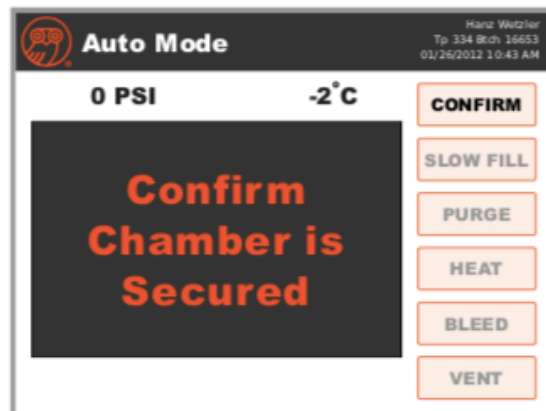 Auto Mode
Hanz Wetzler
Tp 334 Btch 16653
01/26/2012 10:43 AM
0 PSI
-2°C
Confirm
Chamber is
Secured
CONFIRM
SLOW FILL
PURGE
HEAT
BLEED
VENT